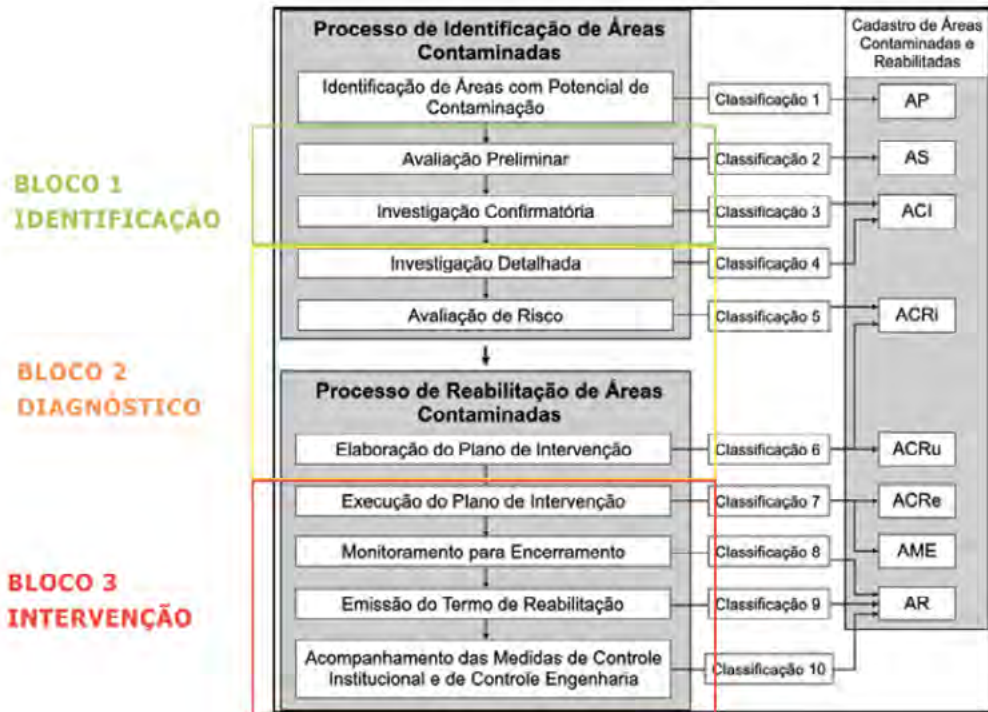 Processo de Identificação de Áreas
Contaminadas
Cadastro de Áreas
Contaminadas e
Reabilitadas
Identificação de Áreas com Potencial de
Contaminação
Classificação 1
AP
BLOCO 1
IDENTIFICAÇÃO
Avaliação Preliminar
Classificação 2
AS
Investigação Confirmatória
Classificação 3
ACI
Investigação Detalhada
Classificação 4
Avaliação de Risco
Classificação 5
ACRi
BLOCO 2
DIAGNÓSTICO
Processo de Reabilitação de Áreas
Contaminadas
Elaboração do Plano de Intervenção
Classificação 6
ACRu
Execução do Plano de Intervenção
Classificação 7
ACRe
Monitoramento para Encerramento
Classificação 8
AME
BLOCO 3
INTERVENÇÃO
Emissão do Termo de Reabilitação
Classificação 9
AR
Acompanhamento das Medidas de Controle
Institucional e de Controle Engenharia
Classificação 10